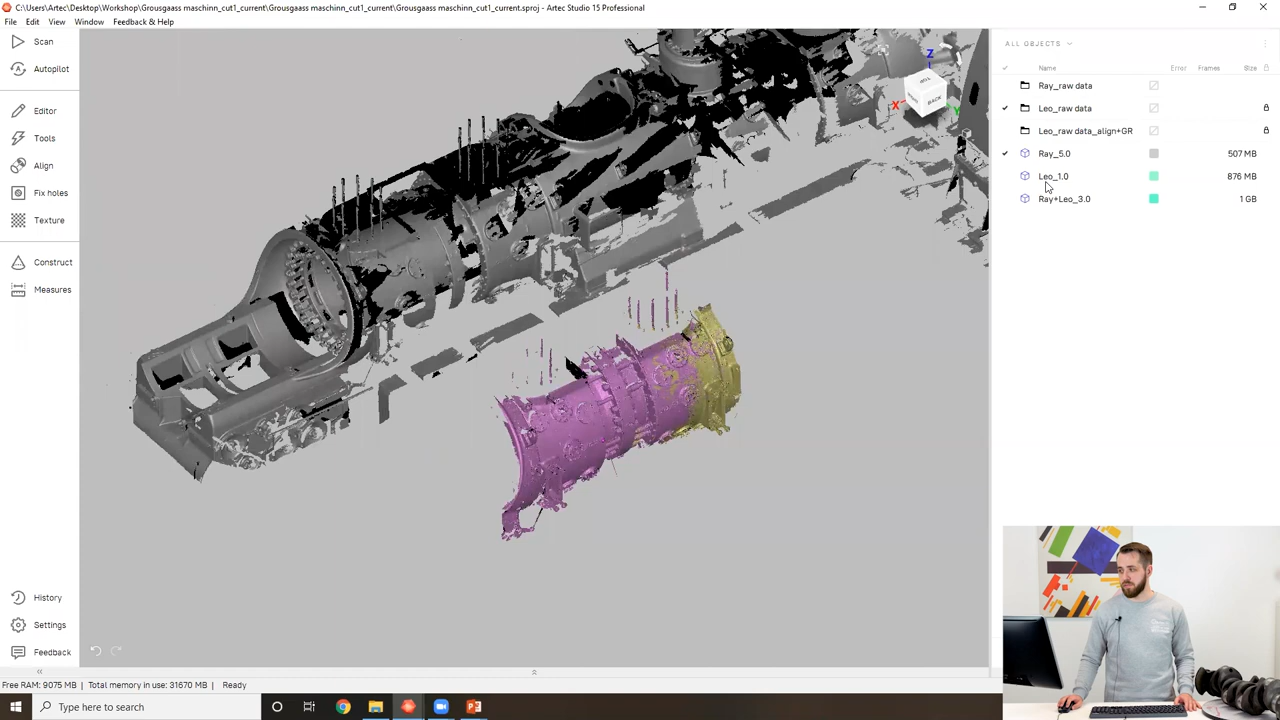 C:\Users\Artec\Desktop\Workshop\Grousgaass maschinn_cut1_current\Grousgaass maschinn_cut1_current\Grousgaass maschinn_cut1_current.sproj - Artec Studio 15 Professional
File Edit View Window Feedback & Help
Scan
Autopilot
Editor
Tools
Align
Fix holes
Texture
Construct
Measures
History
Settings
Feedback
Z
X
Y
TOP
BACK
ALL OBJECTS
Name Error Frames Size
Ray_raw data
Leo_raw data
Leo_raw data_align+GR
Ray_5.0 507 MB
Leo_1.0 876 MB
Ray+Leo_3.0 1 GB
Free RAM: 9075 MB | Total memory in use: 31670 MB | Ready
Type here to search